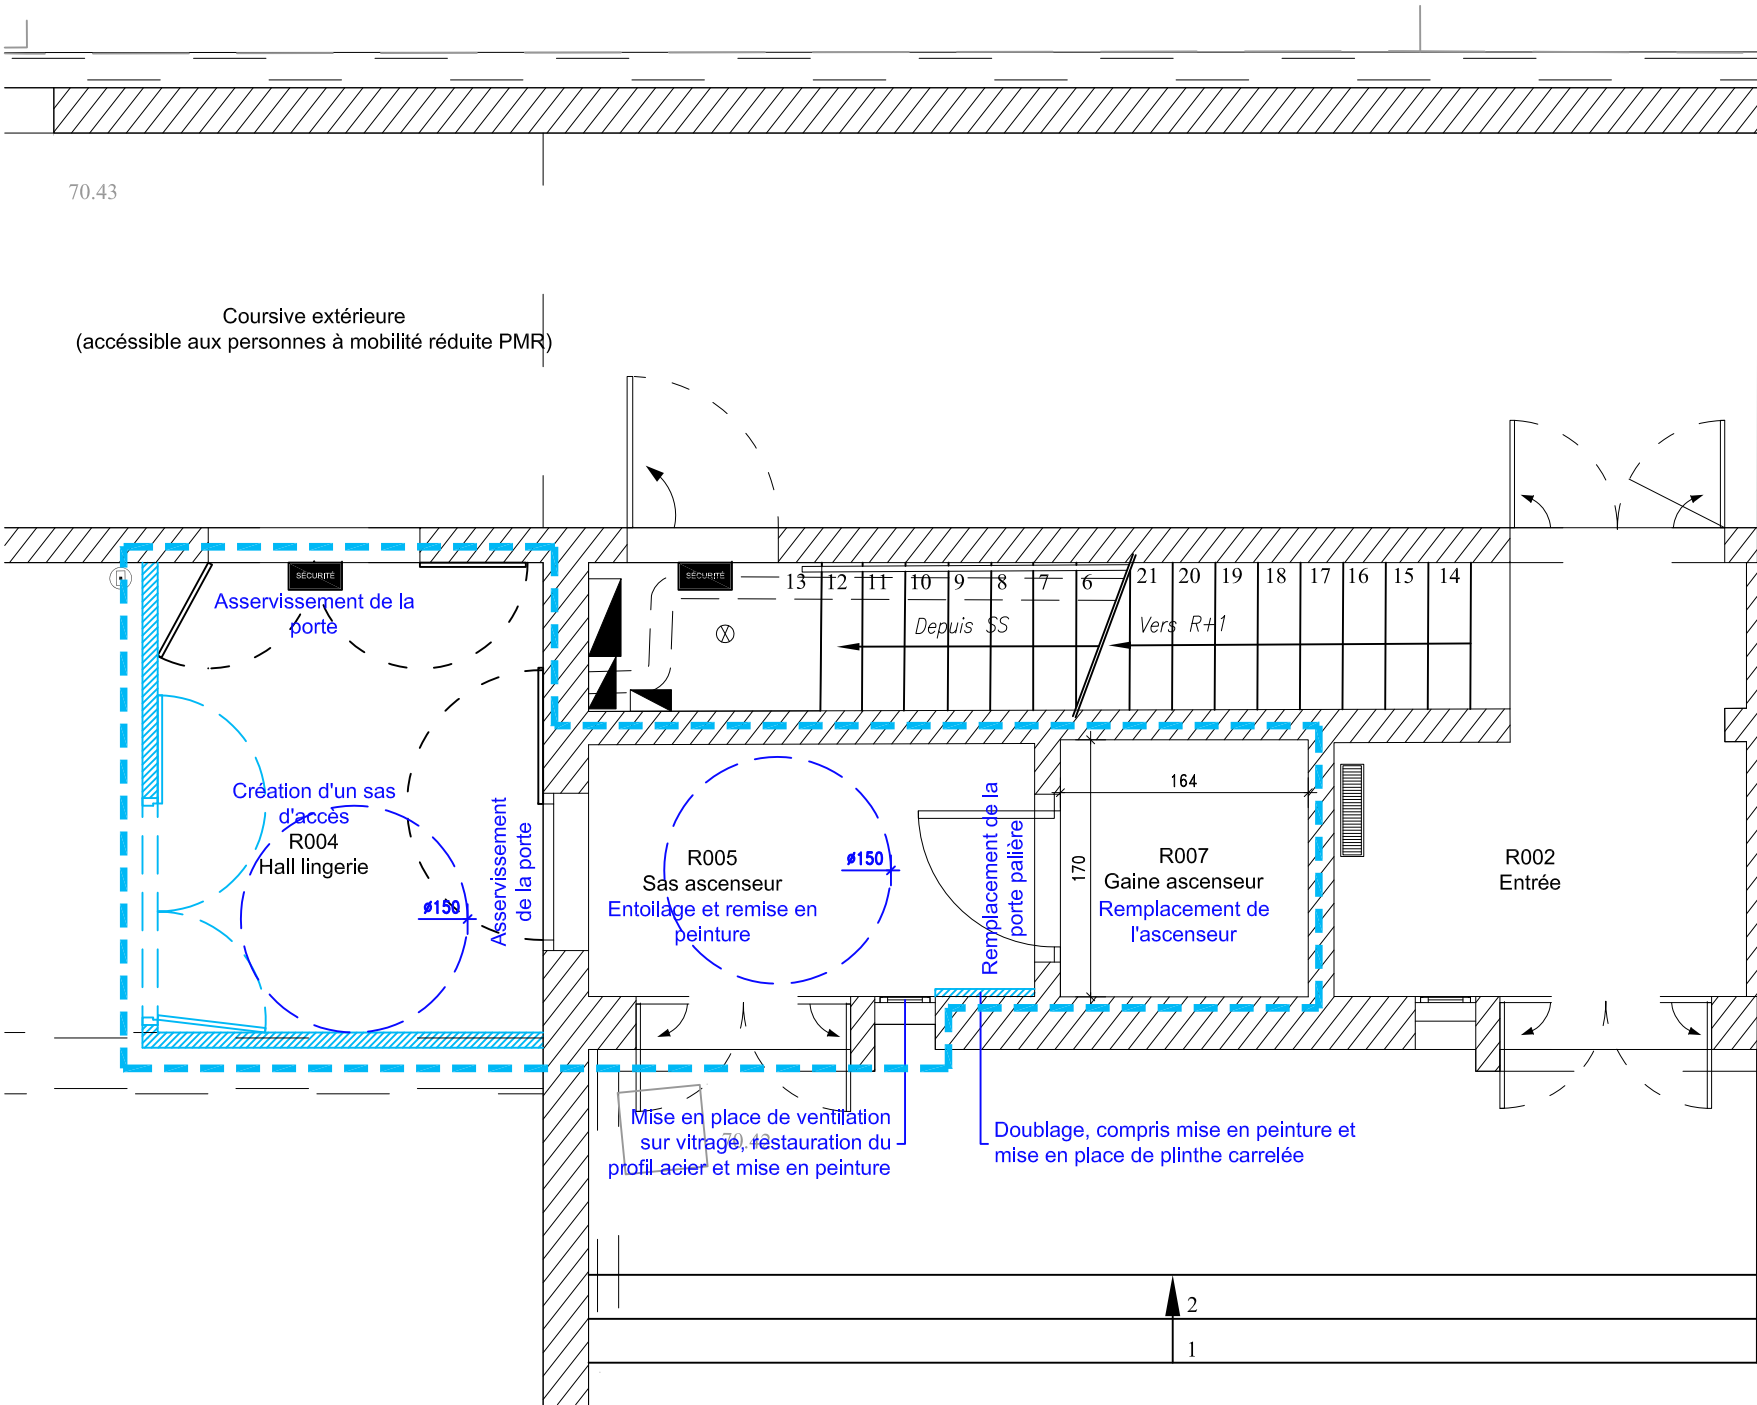 70.43
Coursive extérieure
(accéssible aux personnes à mobilité réduite PMR)
SÉCURITÉ
Asservissement de la
porte
SÉCURITÉ
13 12 11 10 9 8 7 6 21 20 19 18 17 16 15 14
Depuis SS
Vers R+1
Création d'un sas
d'accès
R004
Hall lingerie
ø150
Asservissement
de la porte
R005
Sas ascenseur
Entoilage et remise en
peinture
ø150
Remplacement de la
porte palière
164
170
R007
Gaine ascenseur
Remplacement de
l'ascenseur
R002
Entrée
Mise en place de ventilation
sur vitrage, restauration du
profil acier et mise en peinture
70.42
Doublage, compris mise en peinture et
mise en place de plinthe carrelée
2
1